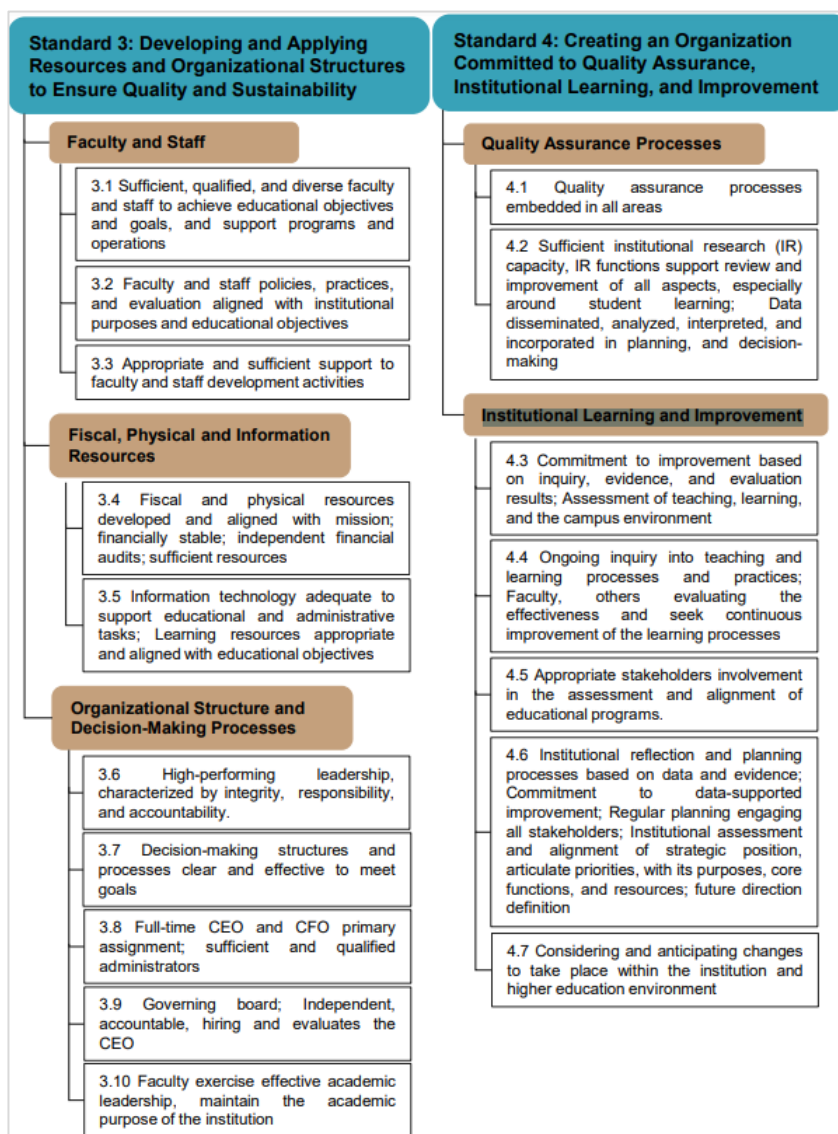 Standard 3: Developing and Applying
Resources and Organizational Structures
to Ensure Quality and Sustainability
Faculty and Staff
3.1 Sufficient, qualified, and diverse faculty
and staff to achieve educational objectives
and goals, and support programs and
operations
3.2 Faculty and staff policies, practices,
and evaluation aligned with institutional
purposes and educational objectives
3.3 Appropriate and sufficient support to
faculty and staff development activities
Fiscal, Physical and Information
Resources
3.4 Fiscal and physical resources
developed and aligned with mission;
financially stable; independent financial
audits; sufficient resources
3.5 Information technology adequate to
support educational and administrative
tasks; Learning resources appropriate
and aligned with educational objectives
Organizational Structure and
Decision-Making Processes
3.6 High-performing leadership,
characterized by integrity, responsibility,
and accountability.
3.7 Decision-making structures and
processes clear and effective to meet
goals
3.8 Full-time CEO and CFO primary
assignment; sufficient and qualified
administrators
3.9 Governing board; Independent,
accountable, hiring and evaluates the
CEO
3.10 Faculty exercise effective academic
leadership, maintain the academic
purpose of the institution
Standard 4: Creating an Organization
Committed to Quality Assurance,
Institutional Learning, and Improvement
Quality Assurance Processes
4.1 Quality assurance processes
embedded in all areas
4.2 Sufficient institutional research (IR)
capacity, IR functions support review and
improvement of all aspects, especially
around student learning; Data
disseminated, analyzed, interpreted, and
incorporated in planning, and decision-
making
Institutional Learning and Improvement
4.3 Commitment to improvement based
on inquiry, evidence, and evaluation
results; Assessment of teaching, learning,
and the campus environment
4.4 Ongoing inquiry into teaching and
learning processes and practices;
Faculty, others evaluating the
effectiveness and seek continuous
improvement of the learning processes
4.5 Appropriate stakeholders involvement
in the assessment and alignment of
educational programs.
4.6 Institutional reflection and planning
processes based on data and evidence;
Commitment to data-supported
improvement; Regular planning engaging
all stakeholders; Institutional assessment
and alignment of strategic position,
articulate priorities, with its purposes, core
functions, and resources; future direction
definition
4.7 Considering and anticipating changes
to take place within the institution and
higher education environment